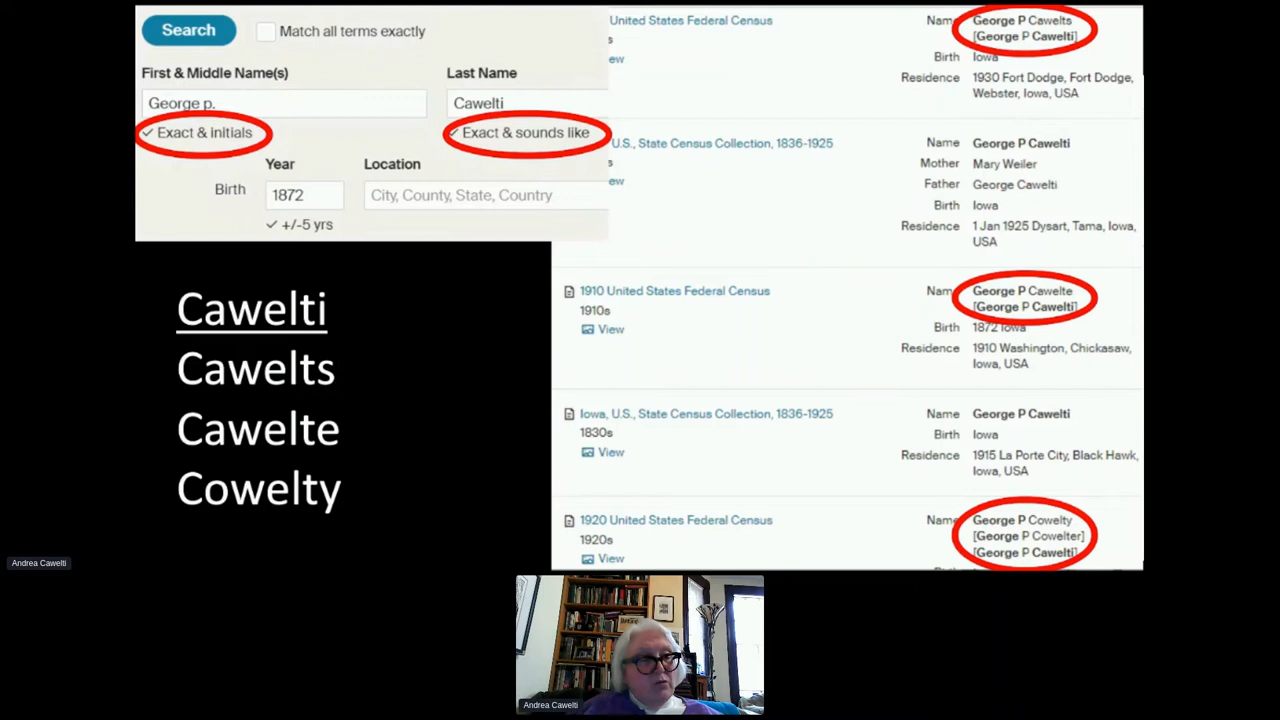 Search
Match all terms exactly
First & Middle Name(s)
Last Name
George p.
Cawelti
Exact & initials
Exact & sounds like
Year
Location
Birth
1872
City, County, State, Country
+/-5 yrs
Cawelti
Cawelts
Cawelte
Cowelty
United States Federal Census
s
ew
Name George P Cawelts
[George P Cawelti]
Birth Iowa
Residence 1930 Fort Dodge, Fort Dodge,
Webster, Iowa, USA
U.S., State Census Collection, 1836-1925
s
ew
Name George P Cawelti
Mother Mary Weiler
Father George Cawelti
Birth Iowa
Residence 1 Jan 1925 Dysart, Tama, Iowa,
USA
1910 United States Federal Census
1910s
View
Name George P Cawelte
[George P Cawelti]
Birth 1872 Iowa
Residence 1910 Washington, Chickasaw,
Iowa, USA
Iowa, U.S., State Census Collection, 1836-1925
1830s
View
Name George P Cawelti
Birth Iowa
Residence 1915 La Porte City, Black Hawk,
Iowa, USA
1920 United States Federal Census
1920s
View
Name George P Cowelty
[George P Cowelter]
[George P Cawelti]
Andrea Cawelti
Andrea Cawelti